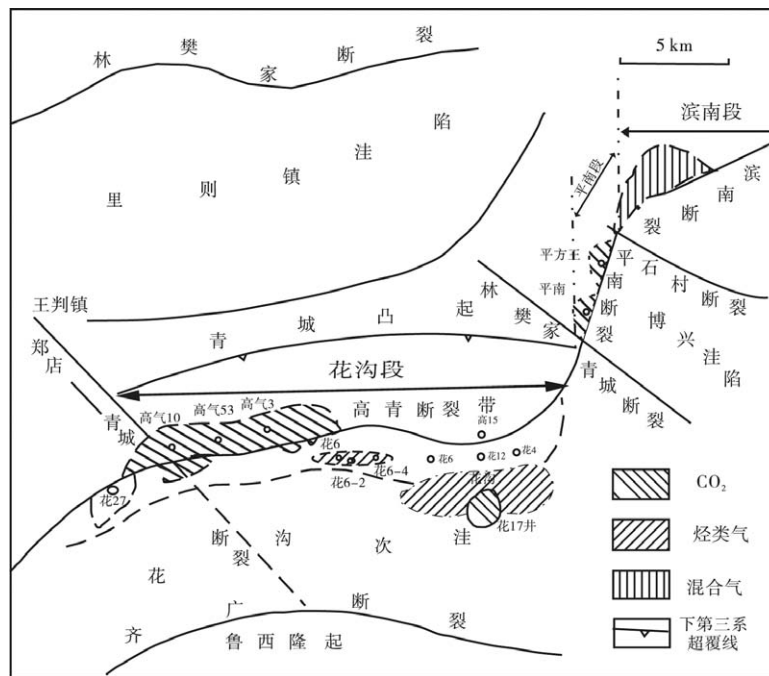 林樊家断裂
5 km
滨南段
里则镇洼陷
平南段
滨南断裂
平方王
平南
平南断裂
石村断裂
博兴洼陷
王判镇
青城凸起
林樊家
青城断裂
郑店
青城
花沟段
高气10
高气53
高气3
高青断裂带
高15
花6
花6-4
花6-2
花6
花12
花4
花沟
花17井
花27
断裂
花沟次洼
齐广断裂
鲁西隆起
CO₂
烃类气
混合气
下第三系
超覆线